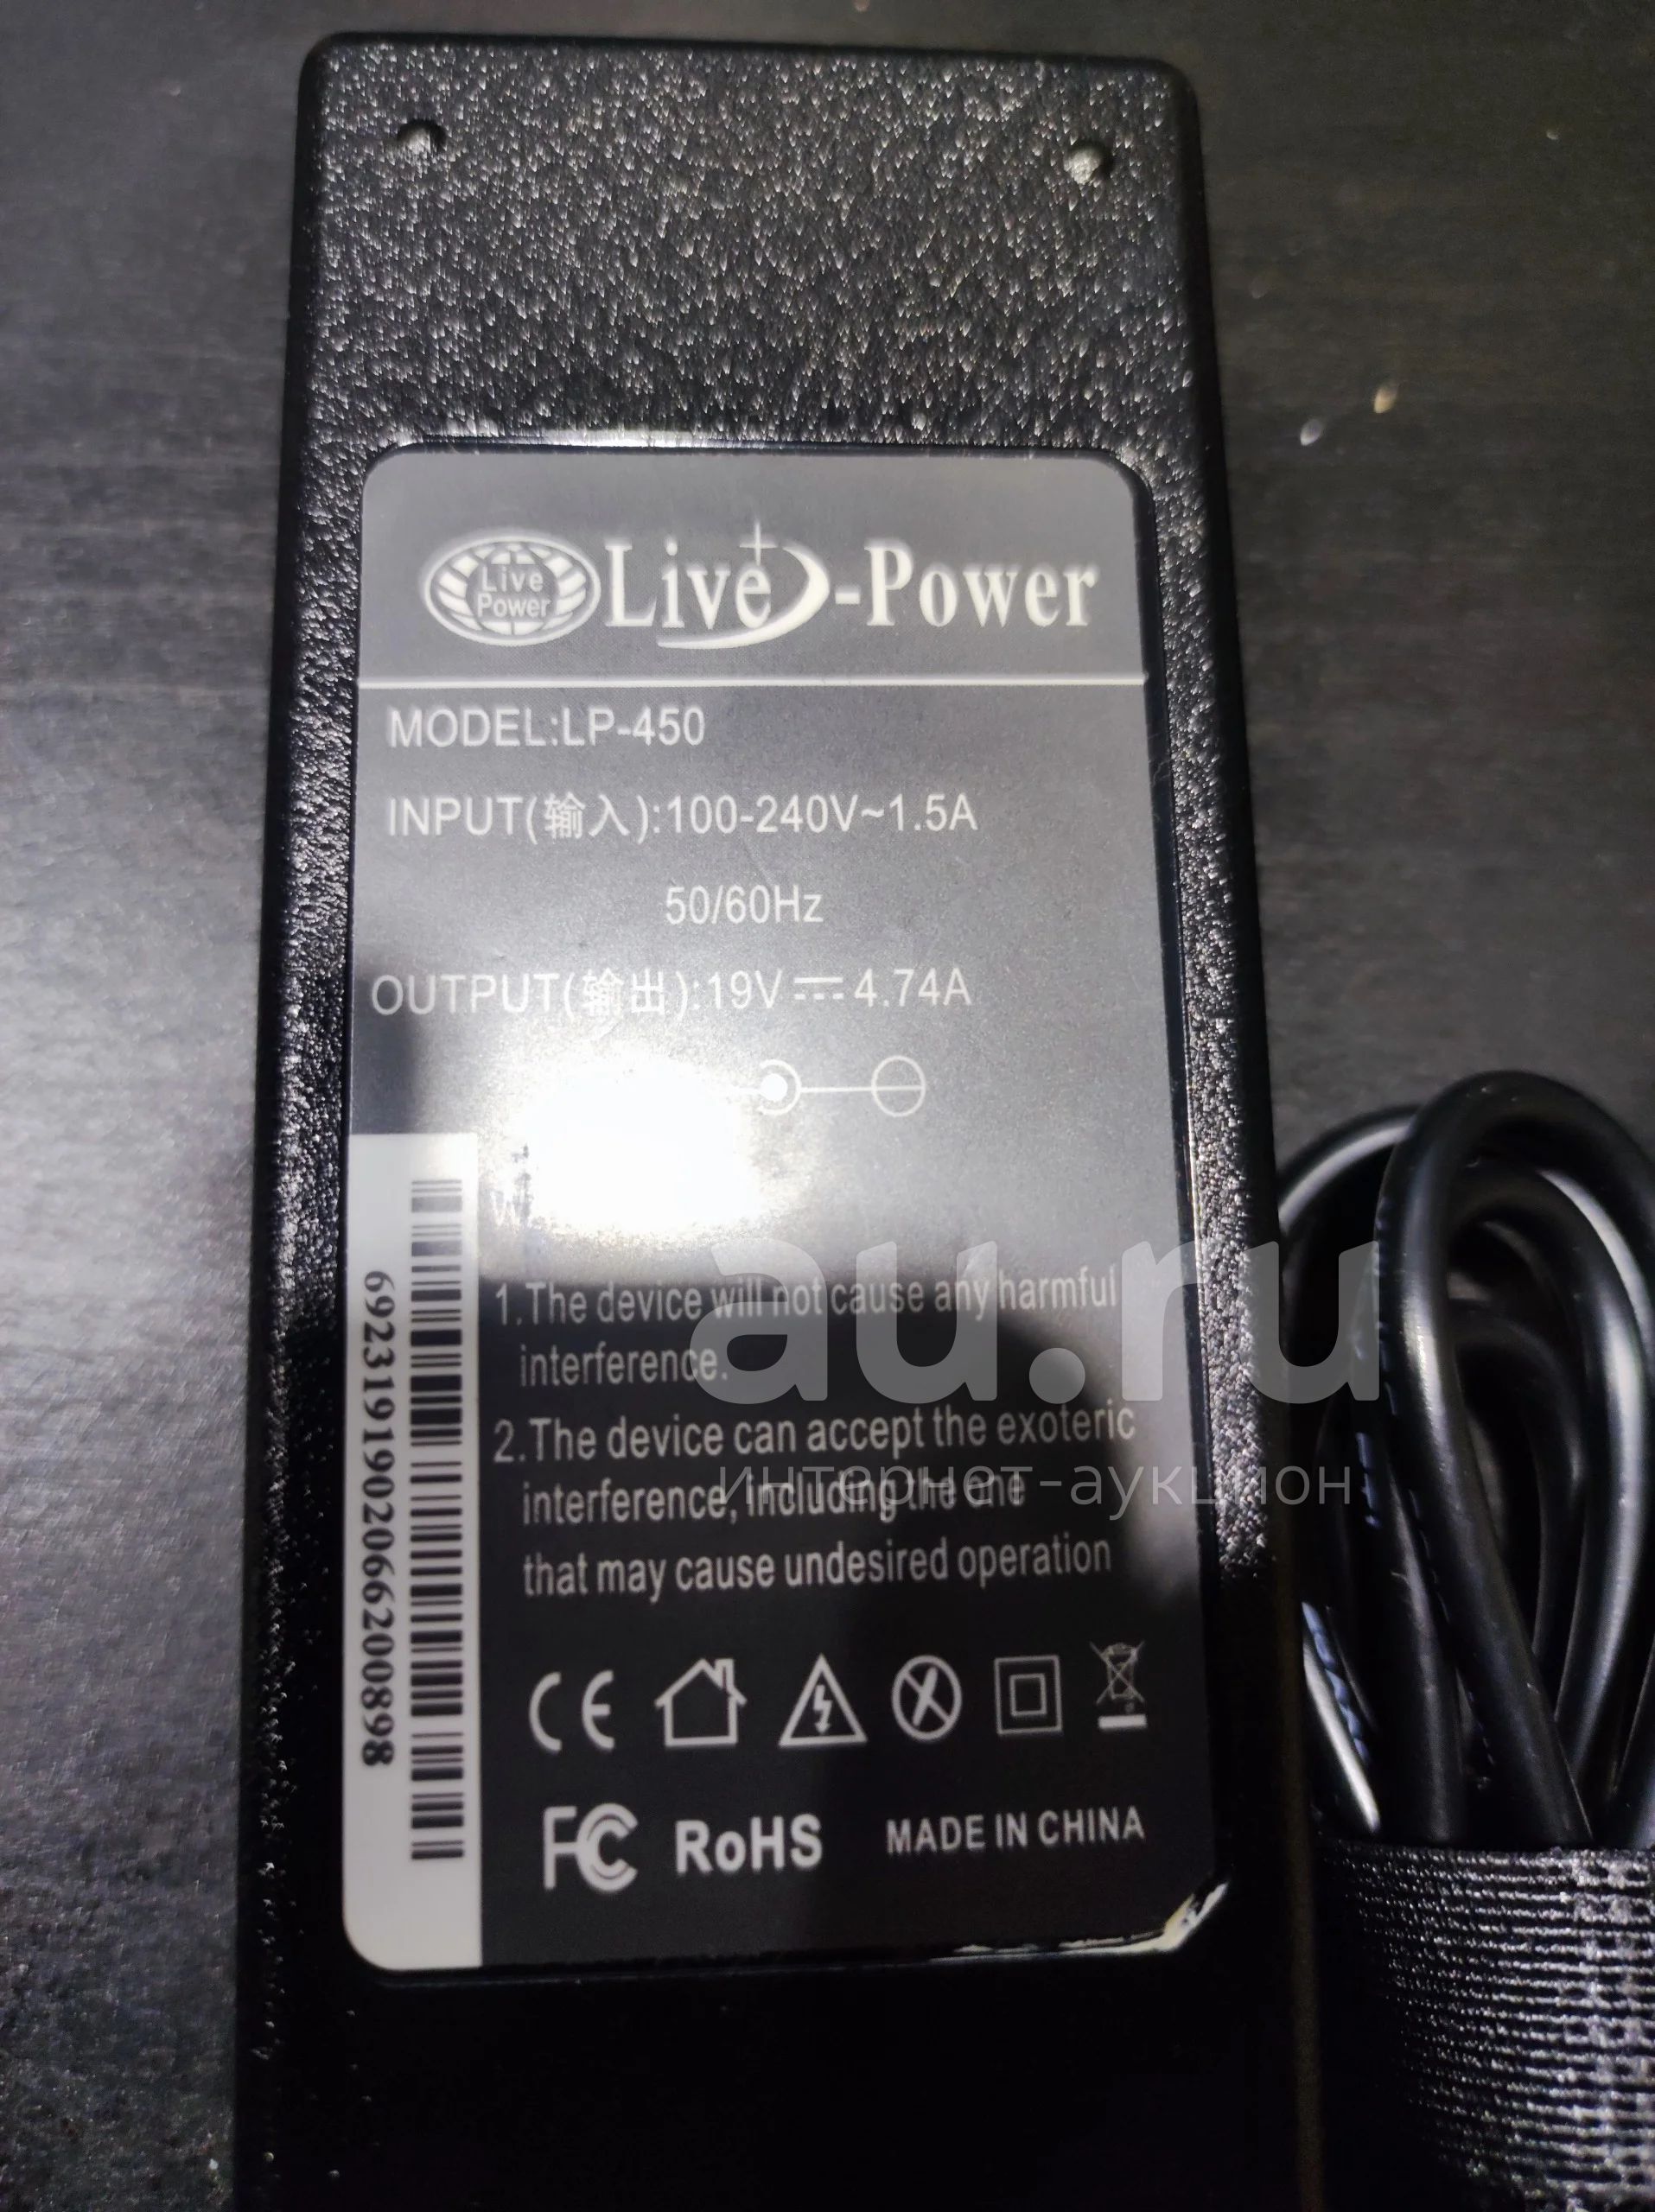 Live Power
Live-Power
MODEL:LP-450
INPUT(输入):100-240V~1.5A
50/60Hz
OUTPUT(输出):19V⎓4.74A
1.The device will not cause any harmful
interference.
2.The device can accept the exoteric
interference, including the one
that may cause undesired operation
CE
FC RoHS MADE IN CHINA
6923191902066200898
au.ru
интернет-аукцион